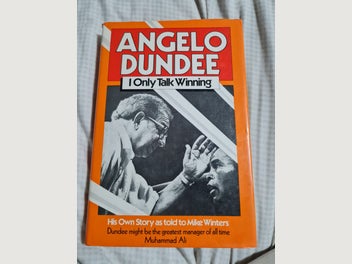 ANGELO
DUNDEE
I Only Talk Winning
His Own Story as told to Mike Winters
Dundee might be the greatest manager of all time
Muhammad Ali